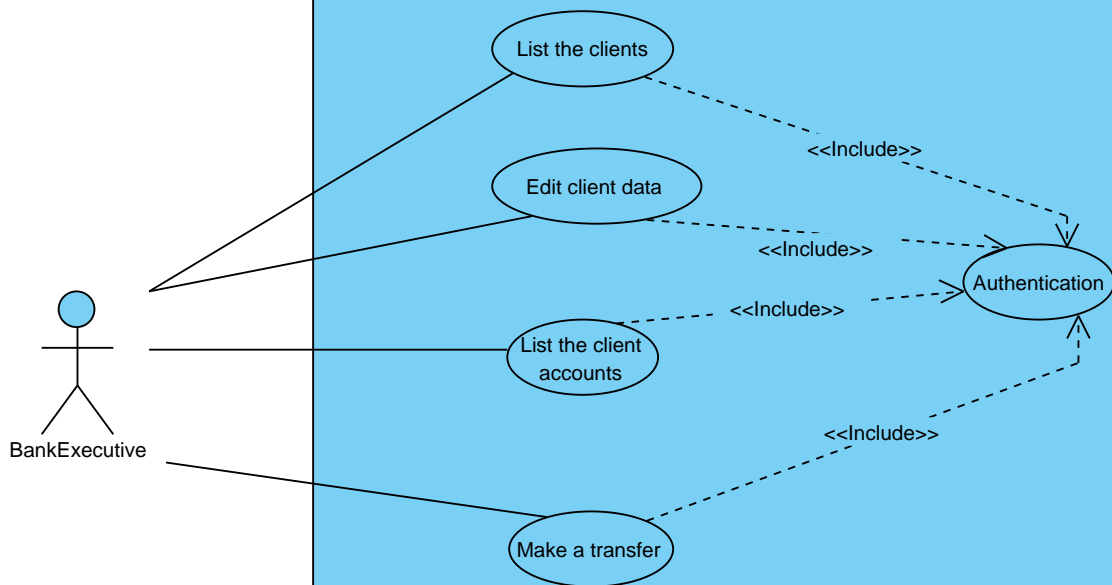 List the clients
<<Include>>
Edit client data
<<Include>>
Authentication
<<Include>>
List the client
accounts
BankExecutive
<<Include>>
Make a transfer